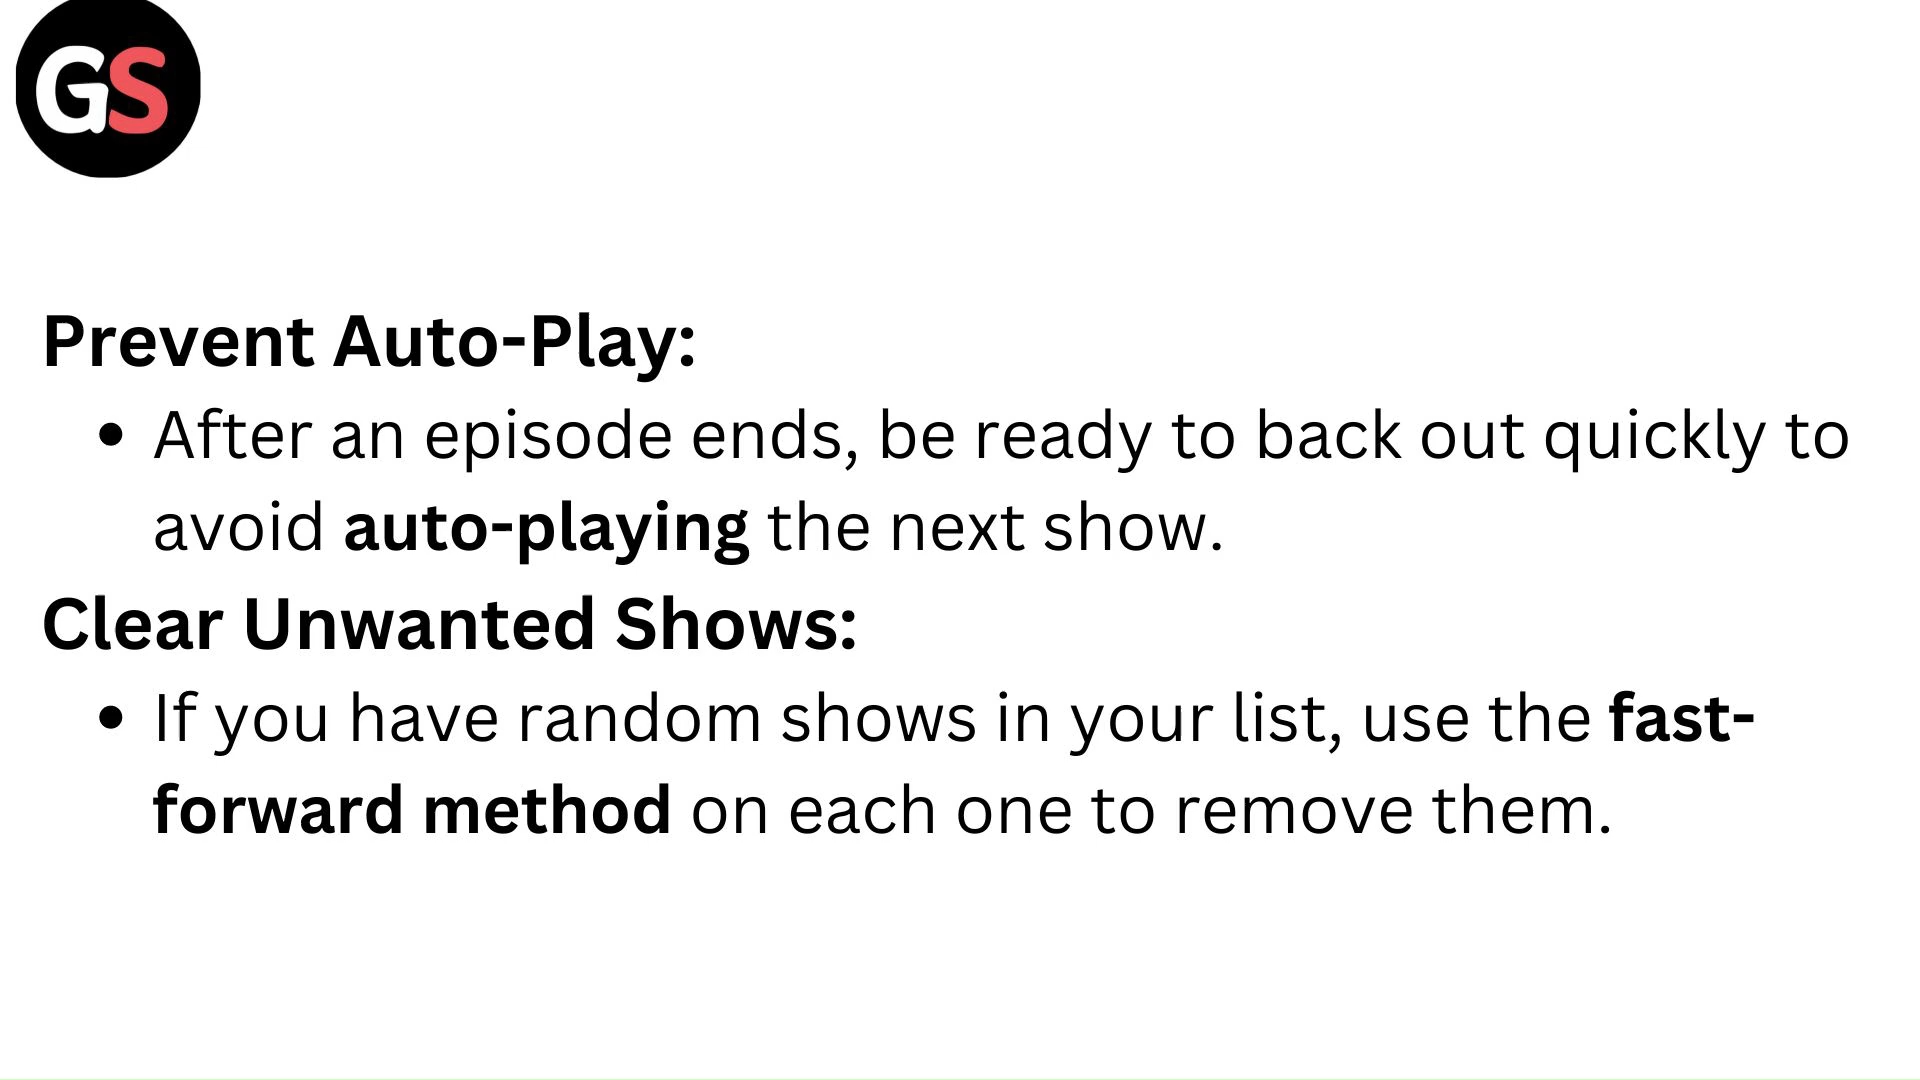 GS
Prevent Auto-Play:
• After an episode ends, be ready to back out quickly to
avoid auto-playing the next show.
Clear Unwanted Shows:
• If you have random shows in your list, use the fast-
forward method on each one to remove them.